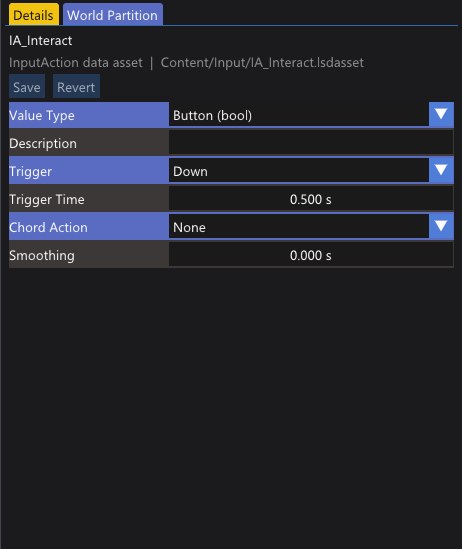 Details World Partition
IA_Interact
InputAction data asset | Content/Input/IA_Interact.lsdasset
Save Revert
Value Type Button (bool)
Description
Trigger Down
Trigger Time 0.500 s
Chord Action None
Smoothing 0.000 s